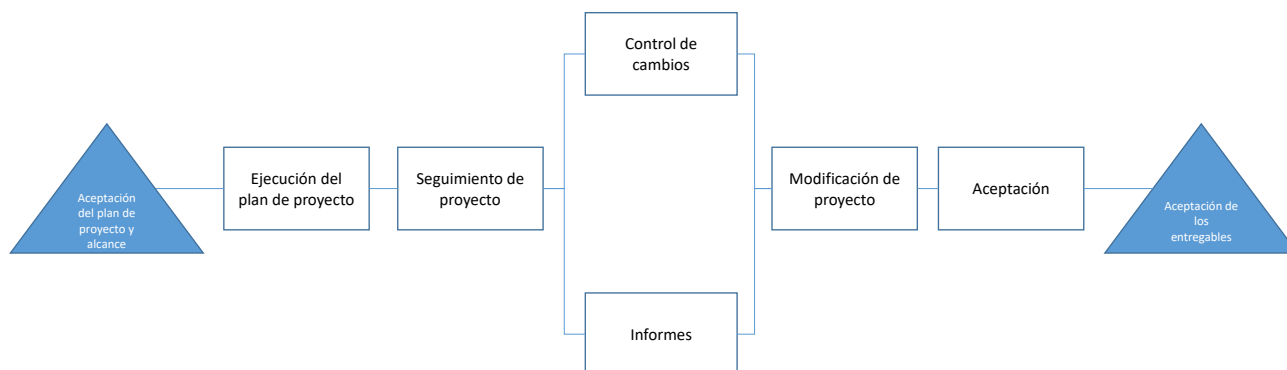 Aceptación
del plan de
proyecto y
alcance
Ejecución del
plan de proyecto
Seguimiento de
proyecto
Control de
cambios
Informes
Modificación de
proyecto
Aceptación
Aceptación de
los
entregables